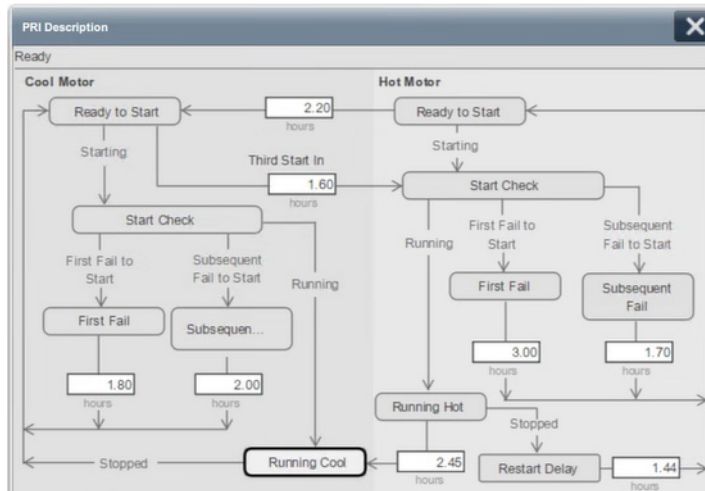 PRI Description
Ready
Cool Motor
Hot Motor
Ready to Start
2.20
hours
Ready to Start
Starting
Starting
Third Start In
1.60
hours
Start Check
Start Check
First Fail to
Start
Subsequent
Fail to Start
Running
Running
First Fail to
Start
Subsequent
Fail to Start
First Fail
Subsequen...
First Fail
Subsequent
Fail
1.80
hours
2.00
hours
3.00
hours
1.70
hours
Running Hot
Stopped
Stopped
Running Cool
2.45
hours
Restart Delay
1.44
hours